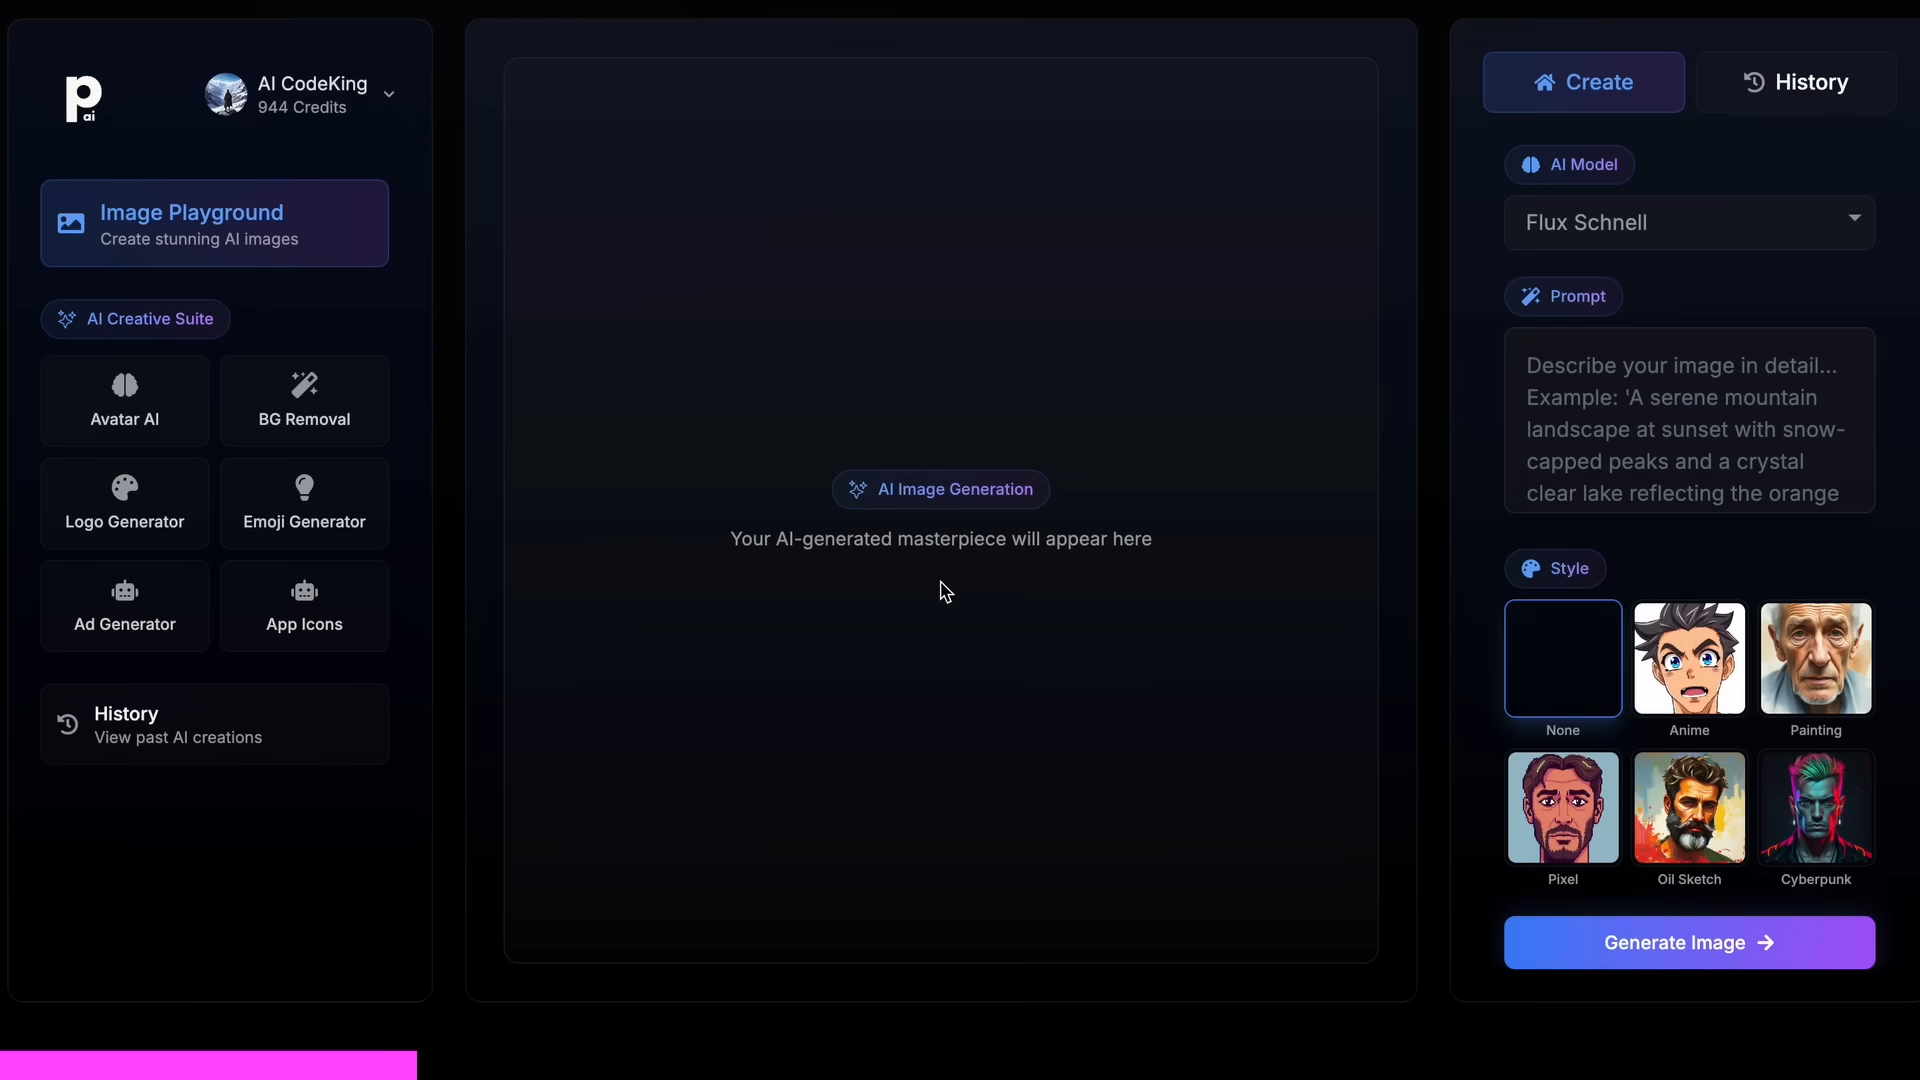 p
ai
AI CodeKing
944 Credits
Image Playground
Create stunning AI images
AI Creative Suite
Avatar AI
BG Removal
Logo Generator
Emoji Generator
Ad Generator
App Icons
History
View past AI creations
AI Image Generation
Your AI-generated masterpiece will appear here
Create
History
AI Model
Flux Schnell
Prompt
Describe your image in detail...
Example: 'A serene mountain
landscape at sunset with snow-
capped peaks and a crystal
clear lake reflecting the orange
Style
None
Anime
Painting
Pixel
Oil Sketch
Cyberpunk
Generate Image